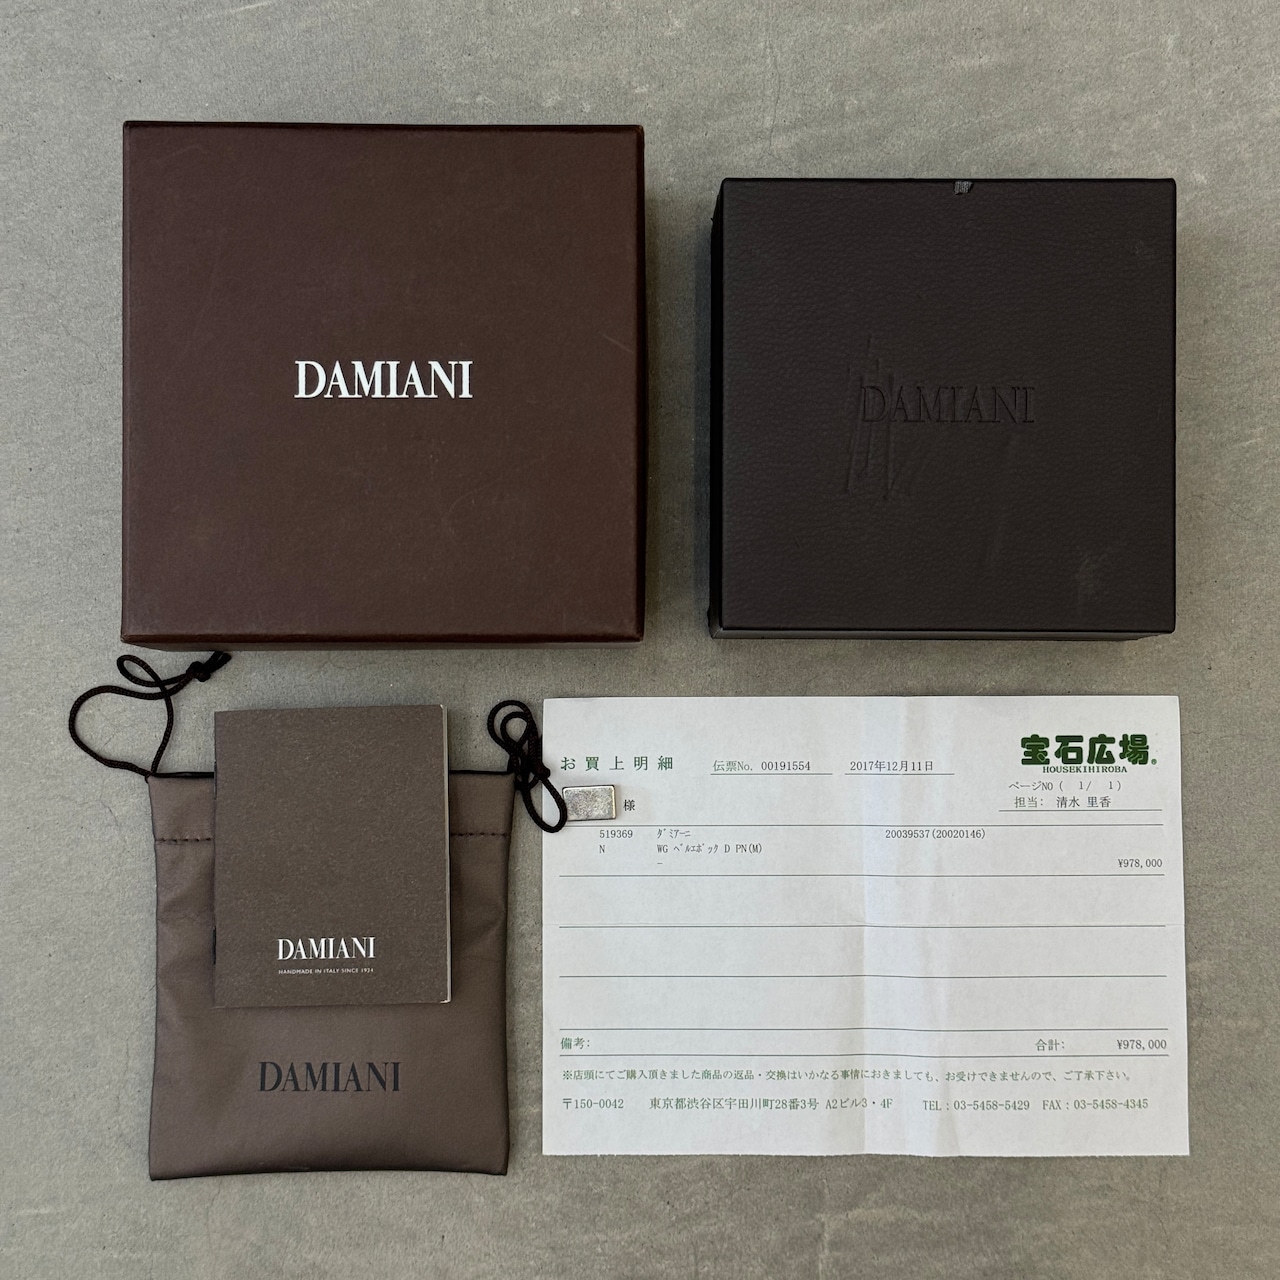 DAMIANI
DAMIANI
DAMIANI
HANDMADE IN ITALY SINCE 1924
DAMIANI
お買上明細 伝票No. 00191554 2017年12月11日
宝石広場
HOUSEKIHIROBA
ページNO ( 1/ 1)
様
担当: 清水 里香
519369 ﾀﾞﾐｱｰﾆ 20039537(20020146)
N WG ﾍﾞﾙｴﾎﾟｯｸ D PN(M)
− ¥978,000
備考: 合計: ¥978,000
※店頭にてご購入頂きました商品の返品・交換はいかなる事情におきましても、お受けできませんので、ご了承下さい。
〒150-0042 東京都渋谷区宇田川町28番3号 A2ビル3・4F TEL:03-5458-5429 FAX:03-5458-4345